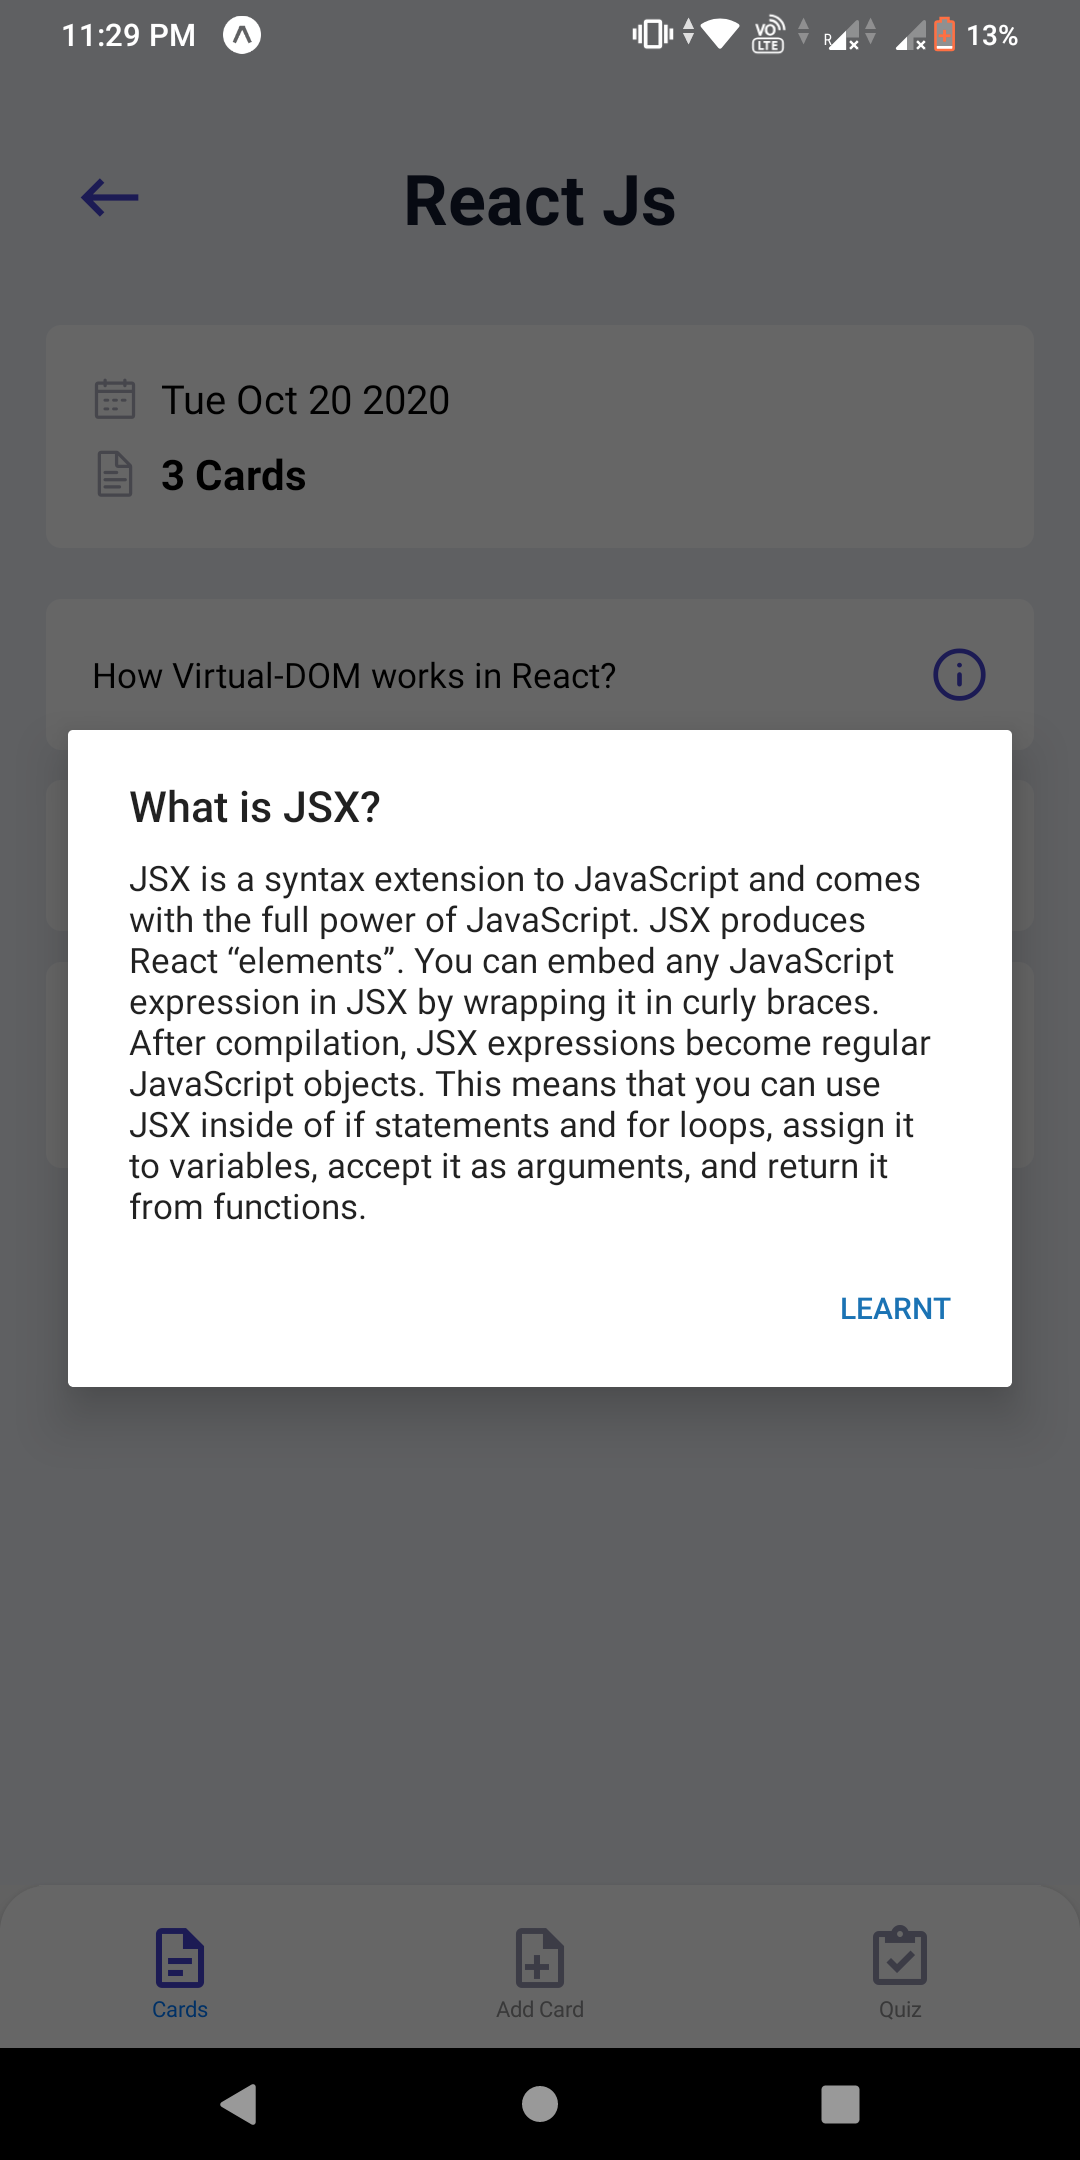 11:29 PM
VO
LTE
R
13%
React Js
Tue Oct 20 2020
3 Cards
How Virtual-DOM works in React?
What is JSX?
JSX is a syntax extension to JavaScript and comes
with the full power of JavaScript. JSX produces
React “elements”. You can embed any JavaScript
expression in JSX by wrapping it in curly braces.
After compilation, JSX expressions become regular
JavaScript objects. This means that you can use
JSX inside of if statements and for loops, assign it
to variables, accept it as arguments, and return it
from functions.
LEARNT
Cards
Add Card
Quiz